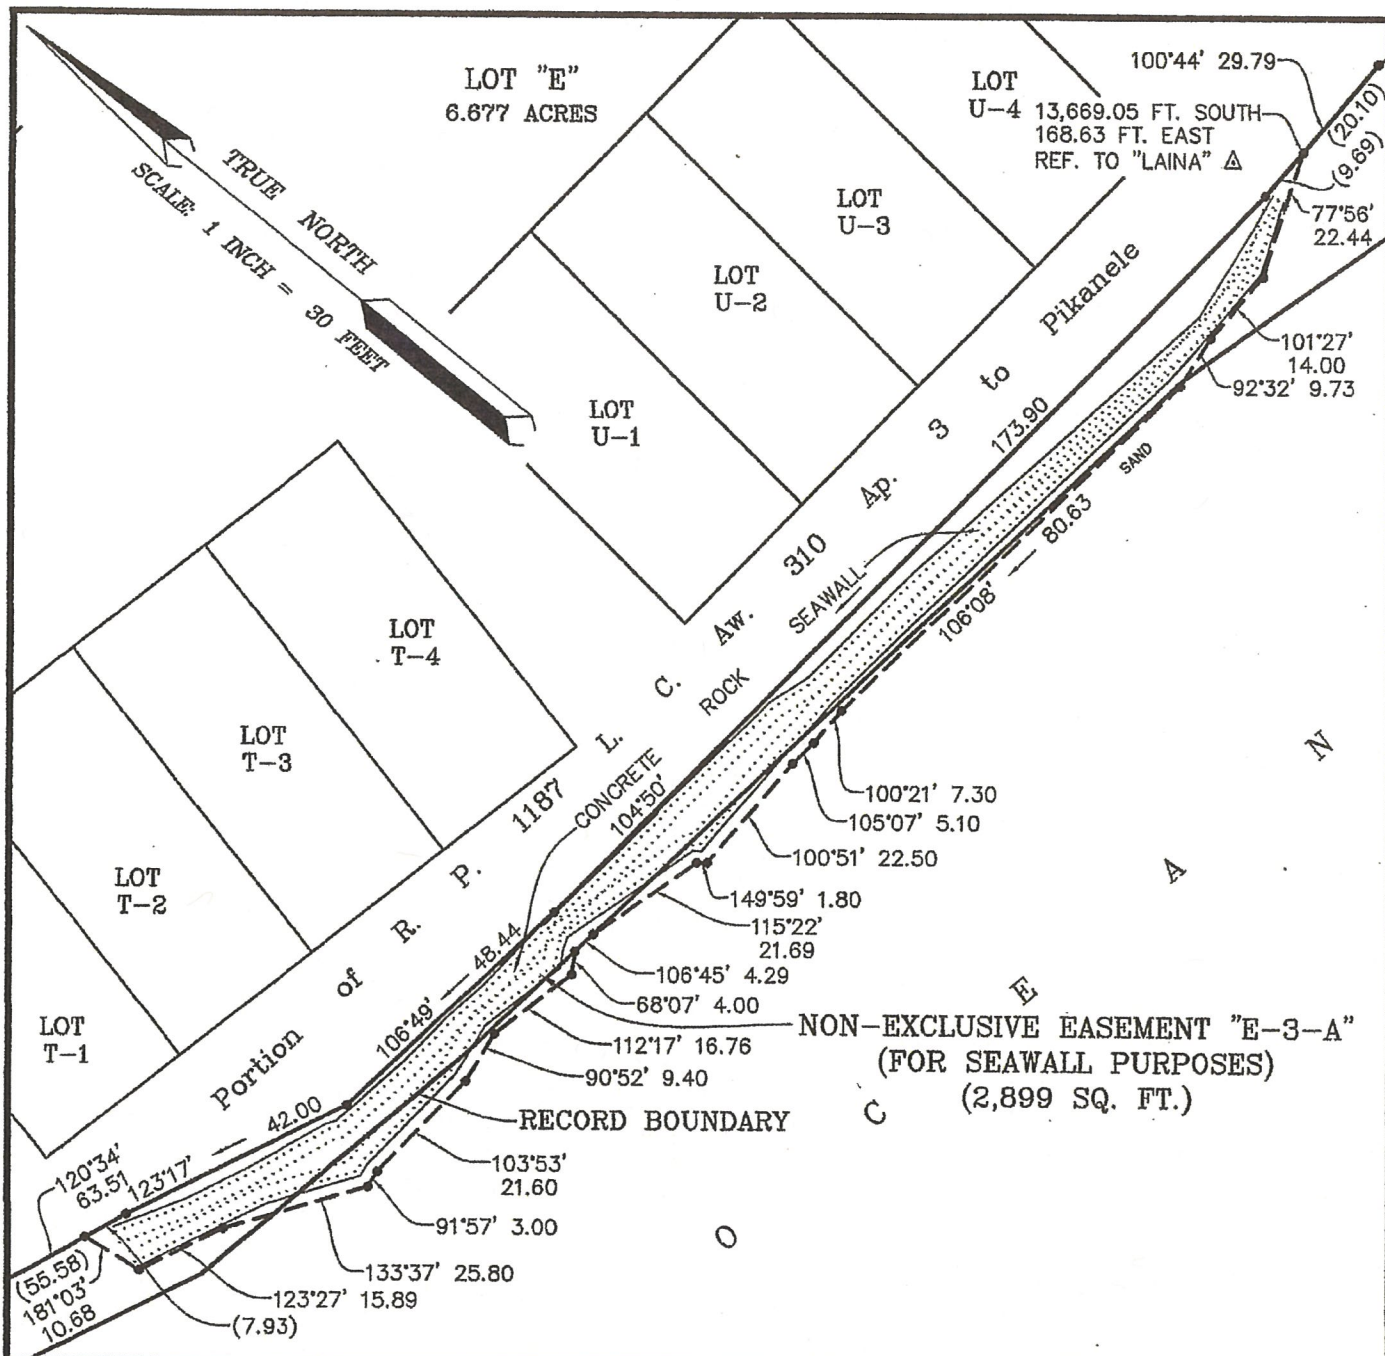 LOT "E"
6.677 ACRES
LOT
U-4
100°44' 29.79
13,669.05 FT. SOUTH
168.63 FT. EAST
REF. TO "LAINA"
(20.10)
(9.69)
TRUE NORTH
SCALE: 1 INCH = 30 FEET
LOT
U-3
77°56'
22.44
LOT
U-2
101°27'
14.00
92°32' 9.73
LOT
U-1
Portion of R. P. 1187 L. C. Aw. 310 Ap. 3 to Pikanele
173.90
SAND
80.63
106°08'
SEAWALL
ROCK
CONCRETE
104°50'
LOT
T-4
LOT
T-3
LOT
T-2
LOT
T-1
100°21' 7.30
105°07' 5.10
100°51' 22.50
149°59' 1.80
115°22'
21.69
106°45' 4.29
68°07' 4.00
112°17' 16.76
90°52' 9.40
48.44
106°49'
NON-EXCLUSIVE EASEMENT "E-3-A"
(FOR SEAWALL PURPOSES)
(2,899 SQ. FT.)
RECORD BOUNDARY
103°53'
21.60
91°57' 3.00
133°37' 25.80
123°27' 15.89
(7.93)
42.00
123°17'
120°34'
63.51
(55.58)
181°03'
10.68
O C E A N